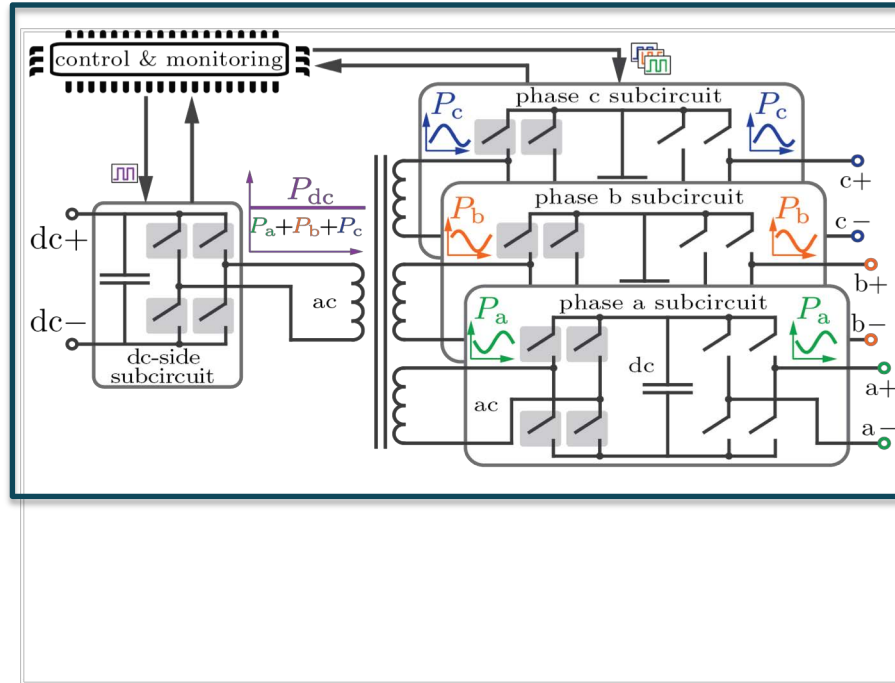 control & monitoring
phase c subcircuit
P_c
P_c
c+
c−
phase b subcircuit
P_b
P_b
b+
b−
phase a subcircuit
P_a
P_a
a+
a−
dc
ac
P_dc
P_a+P_b+P_c
dc+
dc−
ac
dc-side
subcircuit